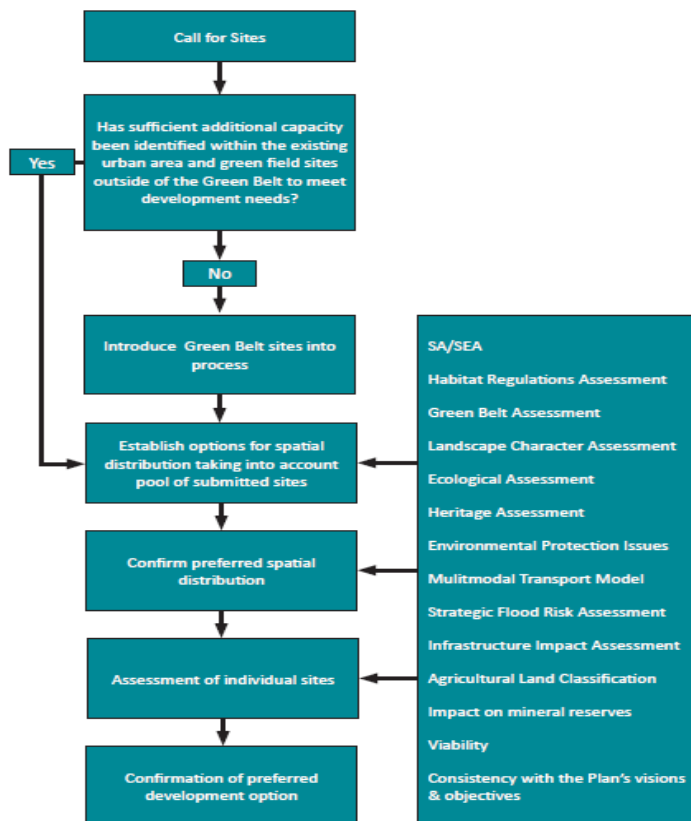 Call for Sites
Has sufficient additional capacity
been identified within the existing
urban area and green field sites
outside of the Green Belt to meet
development needs?
Yes
No
Introduce Green Belt sites into
process
Establish options for spatial
distribution taking into account
pool of submitted sites
Confirm preferred spatial
distribution
Assessment of individual sites
Confirmation of preferred
development option
SA/SEA
Habitat Regulations Assessment
Green Belt Assessment
Landscape Character Assessment
Ecological Assessment
Heritage Assessment
Environmental Protection Issues
Mulitmodal Transport Model
Strategic Flood Risk Assessment
Infrastructure Impact Assessment
Agricultural Land Classification
Impact on mineral reserves
Viability
Consistency with the Plan's visions
& objectives